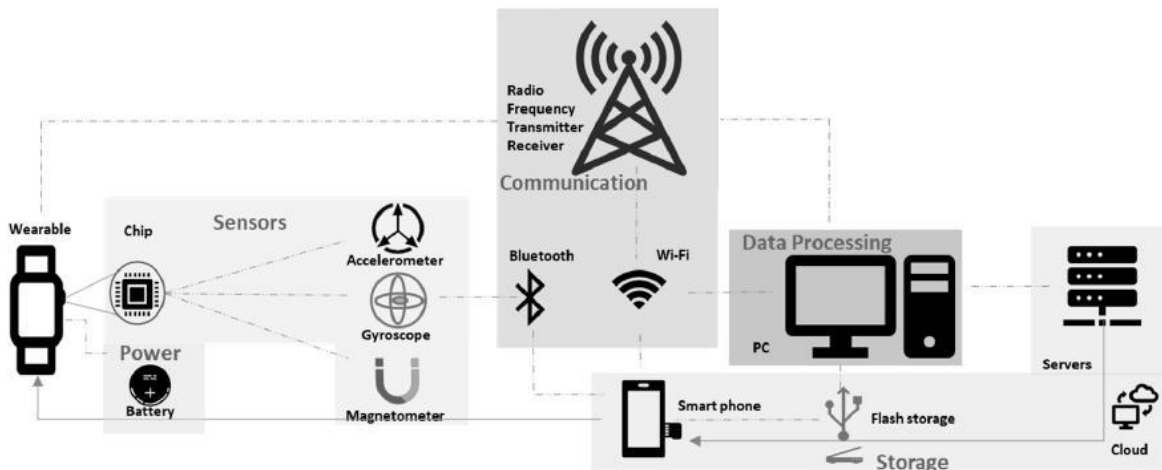 Radio
Frequency
Transmitter
Receiver
Communication
Wearable
Chip
Sensors
Accelerometer
Gyroscope
Magnetometer
Power
Battery
Bluetooth
Wi-Fi
Data Processing
PC
Servers
Smart phone
Flash storage
Storage
Cloud